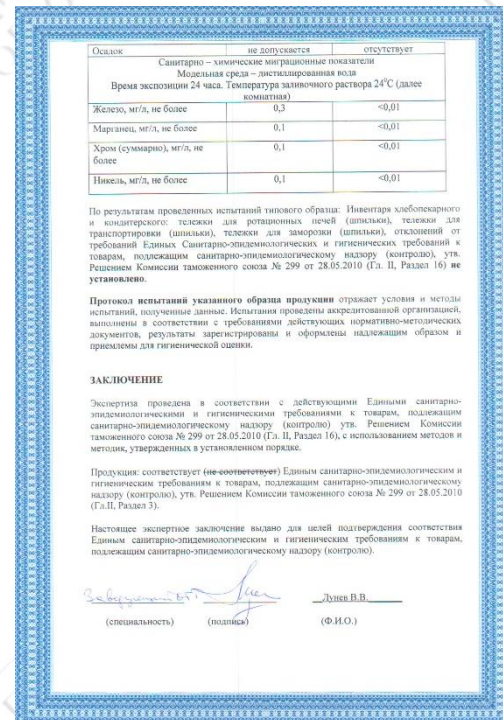 Осадок не допускается отсутствует
Санитарно – химические миграционные показатели
Модельная среда – дистиллированная вода
Время экспозиции 24 часа. Температура заливочного раствора 24⁰С (далее комнатная)
Железо, мг/л, не более 0,3 <0,01
Марганец, мг/л, не более 0,1 <0,01
Хром (суммарно), мг/л, не более 0,1 <0,01
Никель, мг/л, не более 0,1 <0,01
По результатам проведенных испытаний типового образца: Инвентаря хлебопекарного
и кондитерского: тележки для ротационных печей (шпильки), тележки для
транспортировки (шпильки), тележки для заморозки (шпильки), отклонений от
требований Единых Санитарно-эпидемиологических и гигиенических требований к
товарам, подлежащим санитарно-эпидемиологическому надзору (контролю), утв.
Решением Комиссии таможенного союза № 299 от 28.05.2010 (Гл. II, Раздел 16) не
установлено.
Протокол испытаний указанного образца продукции отражает условия и методы
испытаний, полученные данные. Испытания проведены аккредитованной организацией,
выполнены в соответствии с требованиями действующих нормативно-методических
документов, результаты зарегистрированы и оформлены надлежащим образом и
приемлемы для гигиенической оценки.
ЗАКЛЮЧЕНИЕ
Экспертиза проведена в соответствии с действующими Едиными санитарно-
эпидемиологическими и гигиеническими требованиями к товарам, подлежащим
санитарно-эпидемиологическому надзору (контролю) утв. Решением Комиссии
таможенного союза № 299 от 28.05.2010 (Гл. II, Раздел 16), с использованием методов и
методик, утвержденных в установленном порядке.
Продукция: соответствует (не соответствует) Единым санитарно-эпидемиологическим и
гигиеническим требованиям к товарам, подлежащим санитарно-эпидемиологическому
надзору (контролю), утв. Решением Комиссии таможенного союза № 299 от 28.05.2010
(Гл.II, Раздел 3).
Настоящее экспертное заключение выдано для целей подтверждения соответствия
Единым санитарно-эпидемиологическим и гигиеническим требованиям к товарам,
подлежащим санитарно-эпидемиологическому надзору (контролю).
Заведующий Лунев В.В.
(специальность) (подпись) (Ф.И.О.)